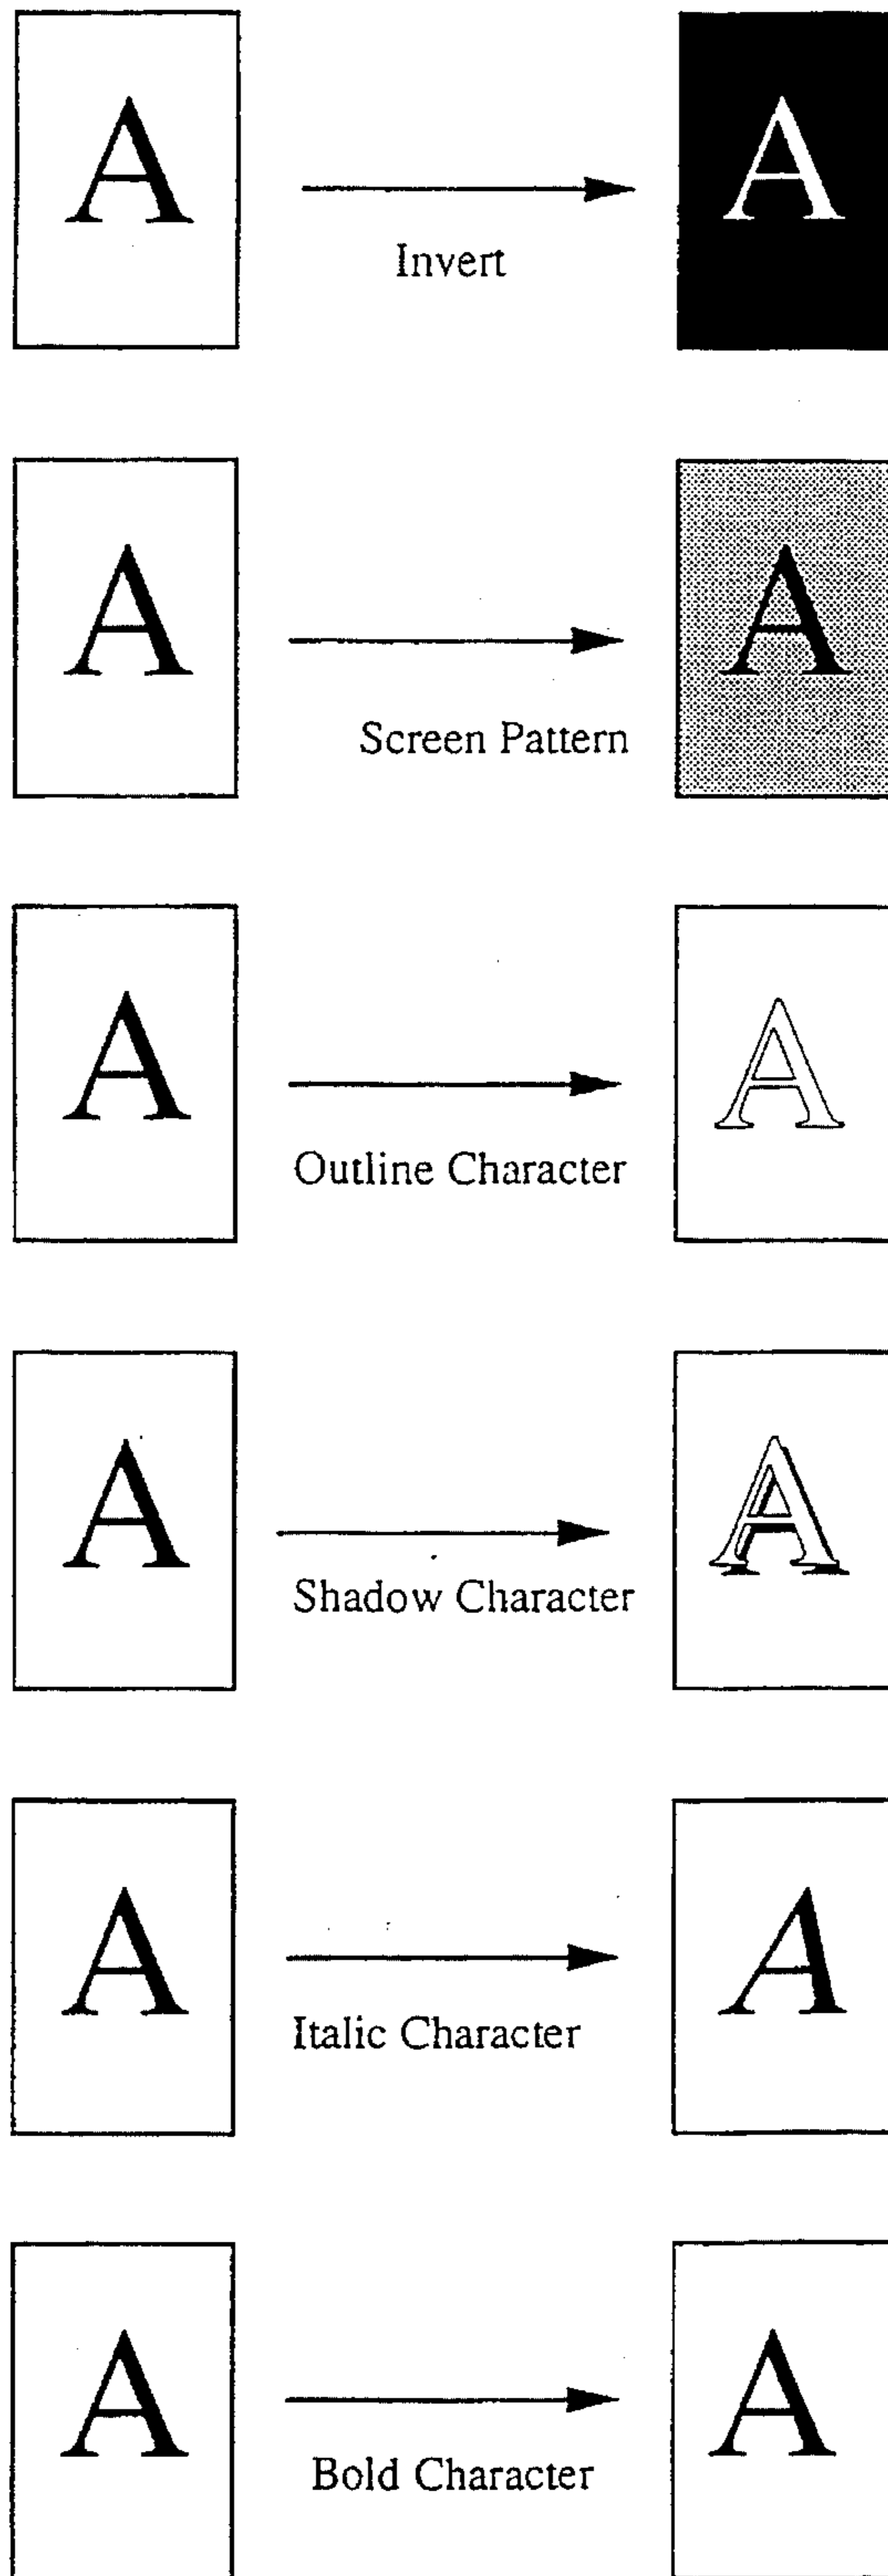 A A
Invert
A A
Screen Pattern
A A
Outline Character
A A
Shadow Character
A A
Italic Character
A A
Bold Character